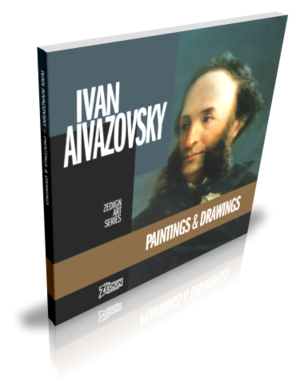 IVAN
AIVAZOVSKY
ZEDIGN
ART
SERIES
PAINTINGS & DRAWINGS
IVAN AIVAZOVSKY - PAINTINGS & DRAWINGS
ZEDIGN